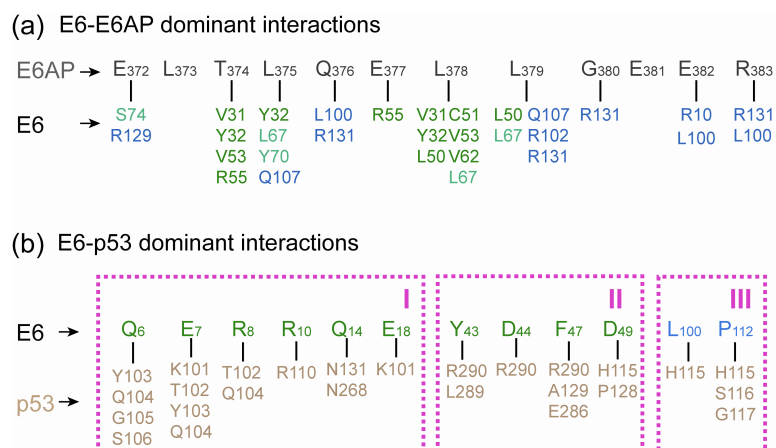 (a) E6-E6AP dominant interactions
E6AP E372 L373 T374 L375 Q376 E377 L378 L379 G380 E381 E382 R383
E6 S74 V31 Y32 L100 R55 V31 C51 L50 Q107 R131 R10 R131
R129 Y32 L67 R131 Y32 V53 L67 R102 L100 L100
V53 Y70 L50 V62 R131
R55 Q107 L67
(b) E6-p53 dominant interactions
I II III
E6 Q6 E7 R8 R10 Q14 E18 Y43 D44 F47 D49 L100 P112
Y103 K101 T102 R110 N131 K101 R290 R290 R290 H115 H115 H115
p53 Q104 T102 Q104 N268 L289 A129 P128 S116
G105 Y103 E286 G117
S106 Q104